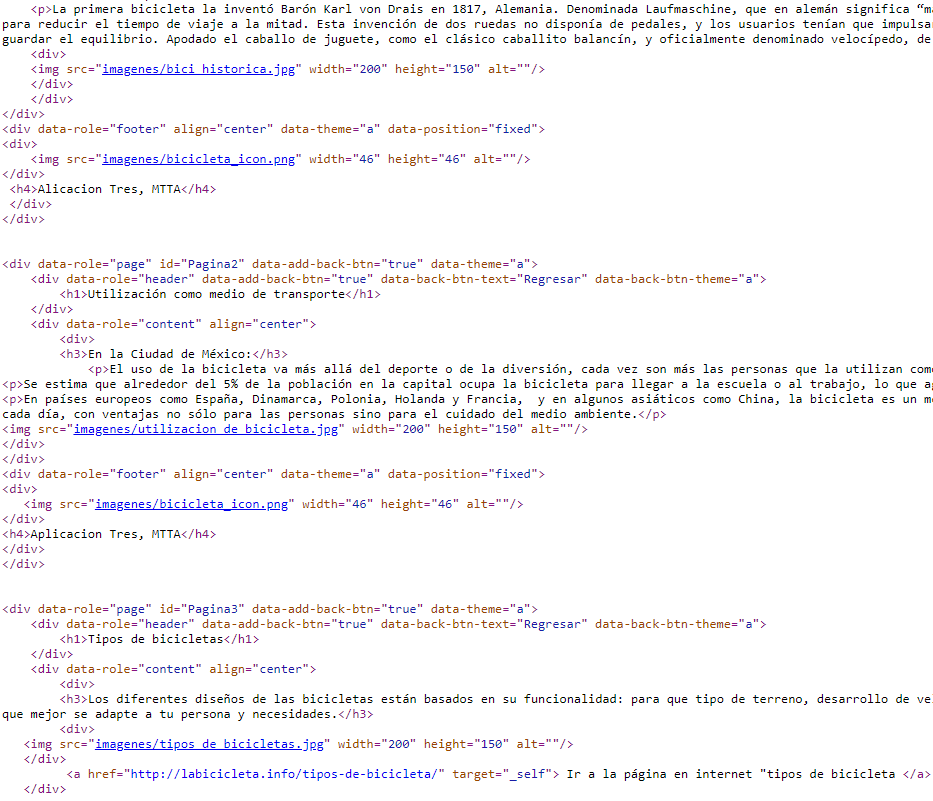 <p>La primera bicicleta la inventó Barón Karl von Drais en 1817, Alemania. Denominada Laufmaschine, que en alemán significa “
para reducir el tiempo de viaje a la mitad. Esta invención de dos ruedas no disponía de pedales, y los usuarios tenían que
guardar el equilibrio. Apodado el caballo de juguete, como el clásico caballito balancín, y oficialmente denominado velocípedo, de
<div>
<img src="imagenes/bici_historica.jpg" width="200" height="150" alt=""/>
</div>
</div>
</div>
<div data-role="footer" align="center" data-theme="a" data-position="fixed">
<div>
<img src="imagenes/bicicleta_icon.png" width="46" height="46" alt=""/>
</div>
<h4>Alicacion Tres, MTTA</h4>
</div>
</div>
<div data-role="page" id="Pagina2" data-add-back-btn="true" data-theme="a">
<div data-role="header" data-add-back-btn="true" data-back-btn-text="Regresar" data-back-btn-theme="a">
<h1>Utilización como medio de transporte</h1>
</div>
<div data-role="content" align="center">
<div>
<h3>En la Ciudad de México:</h3>
<p>El uso de la bicicleta va más allá del deporte o de la diversión, cada vez son más las personas que la utilizan
<p>Se estima que alrededor del 5% de la población en la capital ocupa la bicicleta para llegar a la escuela o al trabajo, lo que
<p>En países europeos como España, Dinamarca, Polonia, Holanda y Francia,  y en algunos asiáticos como China, la bicicleta es un
cada día, con ventajas no sólo para las personas sino para el cuidado del medio ambiente.</p>
<img src="imagenes/utilizacion_de_bicicleta.jpg" width="200" height="150" alt=""/>
</div>
</div>
<div data-role="footer" align="center" data-theme="a" data-position="fixed">
<div>
<img src="imagenes/bicicleta_icon.png" width="46" height="46" alt=""/>
</div>
<h4>Aplicacion Tres, MTTA</h4>
</div>
</div>
<div data-role="page" id="Pagina3" data-add-back-btn="true" data-theme="a">
<div data-role="header" data-add-back-btn="true" data-back-btn-text="Regresar" data-back-btn-theme="a">
<h1>Tipos de bicicletas</h1>
</div>
<div data-role="content" align="center">
<div>
<h3>Los diferentes diseños de las bicicletas están basados en su funcionalidad: para que tipo de terreno, desarrollo de
que mejor se adapte a tu persona y necesidades.</h3>
<div>
<img src="imagenes/tipos_de_bicicletas.jpg" width="200" height="150" alt=""/>
</div>
<a href="http://labicicleta.info/tipos-de-bicicleta/" target="_self"> Ir a la página en internet "tipos de bicicleta </a>
</div>